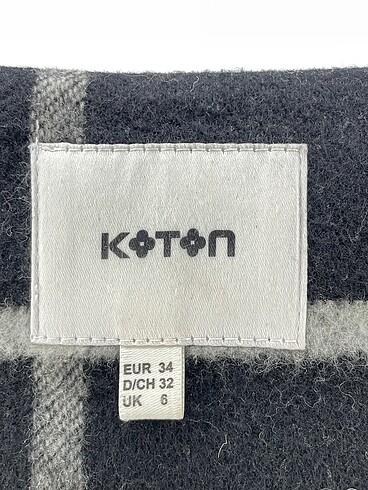 KOTON
EUR 34
D/CH 32
UK 6